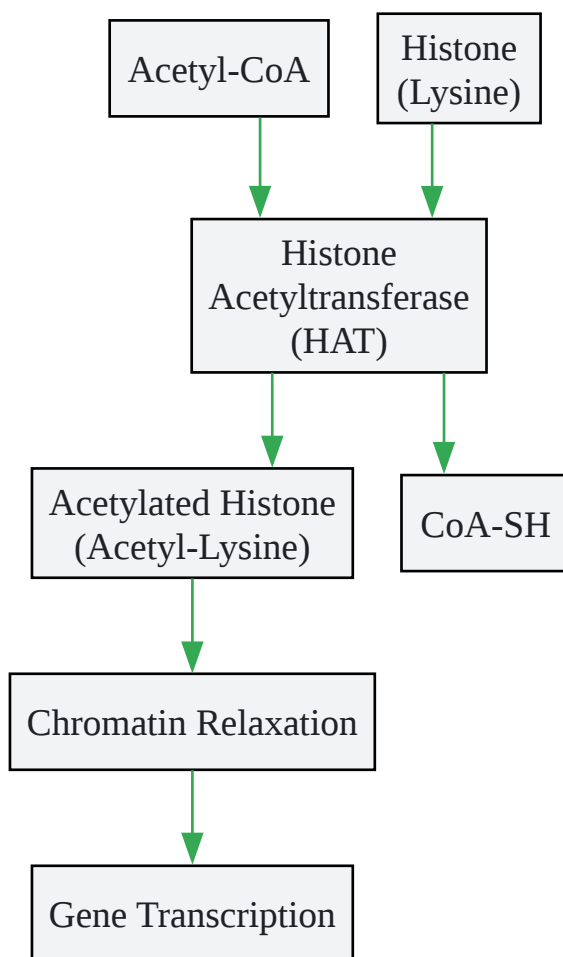 Acetyl-CoA
Histone
(Lysine)
Histone
Acetyltransferase
(HAT)
Acetylated Histone
(Acetyl-Lysine)
CoA-SH
Chromatin Relaxation
Gene Transcription